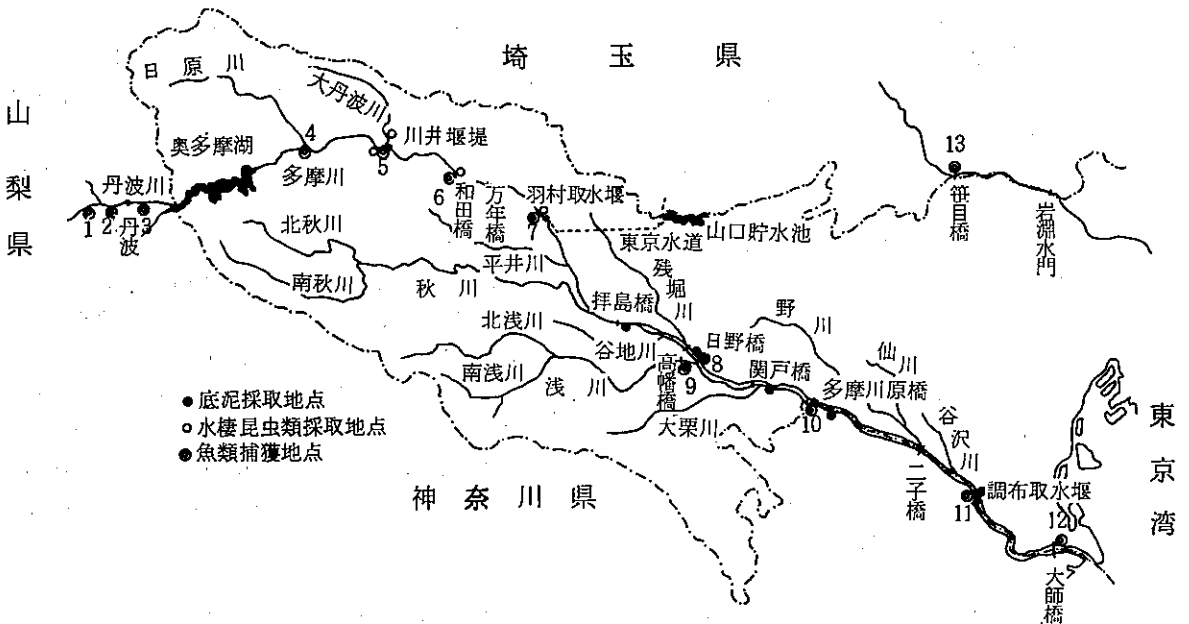 埼玉県
山梨県
日原川
大丹波川
川井堰堤
奥多摩湖
4
多摩川
5
6
和田橋
万年橋
羽村取水堰
7
丹波川
1
2
3
丹波
北秋川
南秋川
秋川
平井川
東京水道
山口貯水池
残堀川
拝島橋
13
笹目橋
岩淵水門
北浅川
谷地川
南浅川
浅川
高幡橋
9
日野橋
8
野川
関戸橋
仙川
多摩川原橋
大栗川
10
谷沢川
二子橋
調布取水堰
11
12
大師橋
東京湾
神奈川県
●底泥採取地点
○水棲昆虫類採取地点
◉魚類捕獲地点